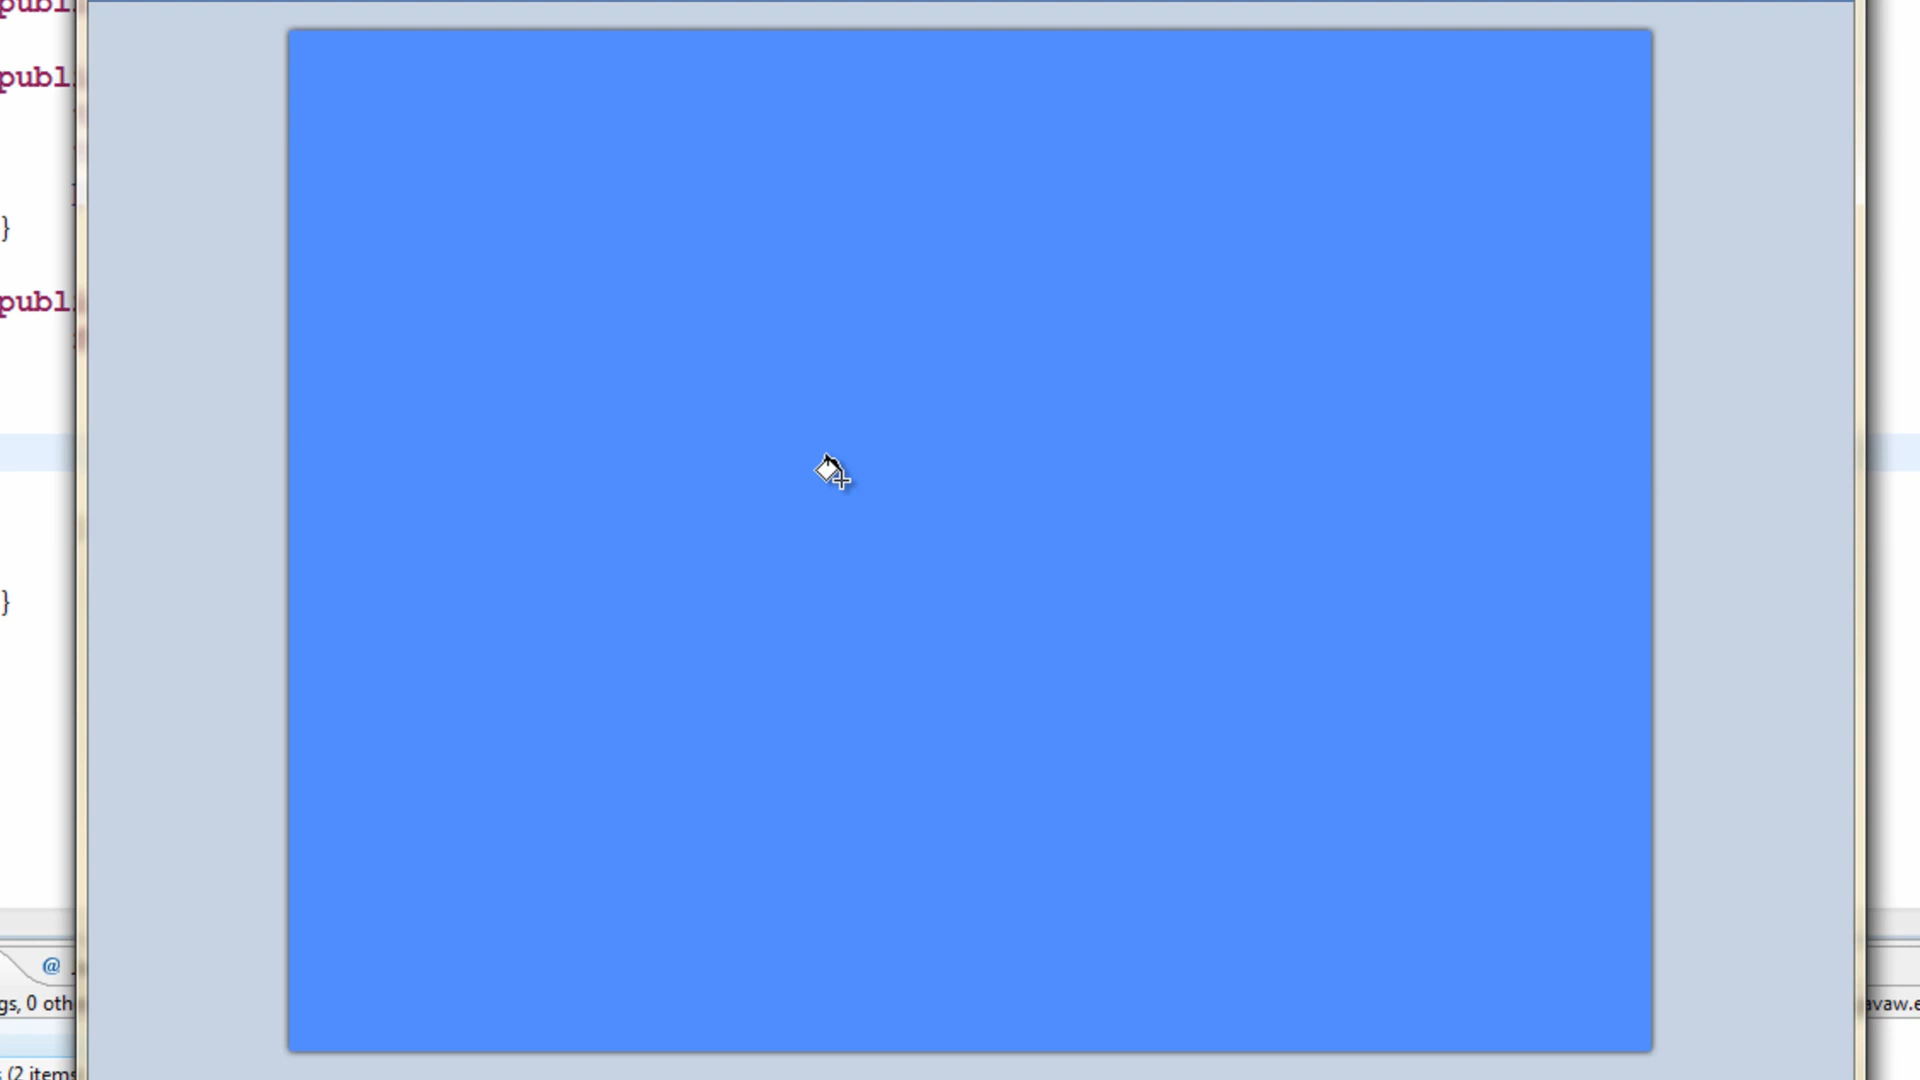 publ
publ
}
publ
}
@
gs, 0 oth
avaw.e
(2 items